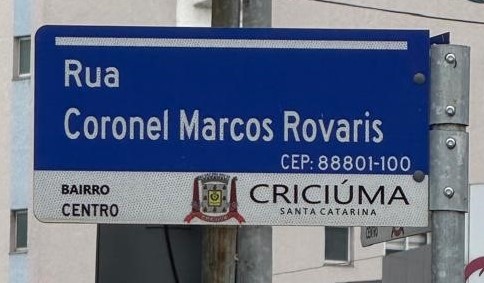 Rua
Coronel Marcos Rovaris
CEP: 88801-100
BAIRRO
CENTRO
CRICIÚMA
SANTA CATARINA